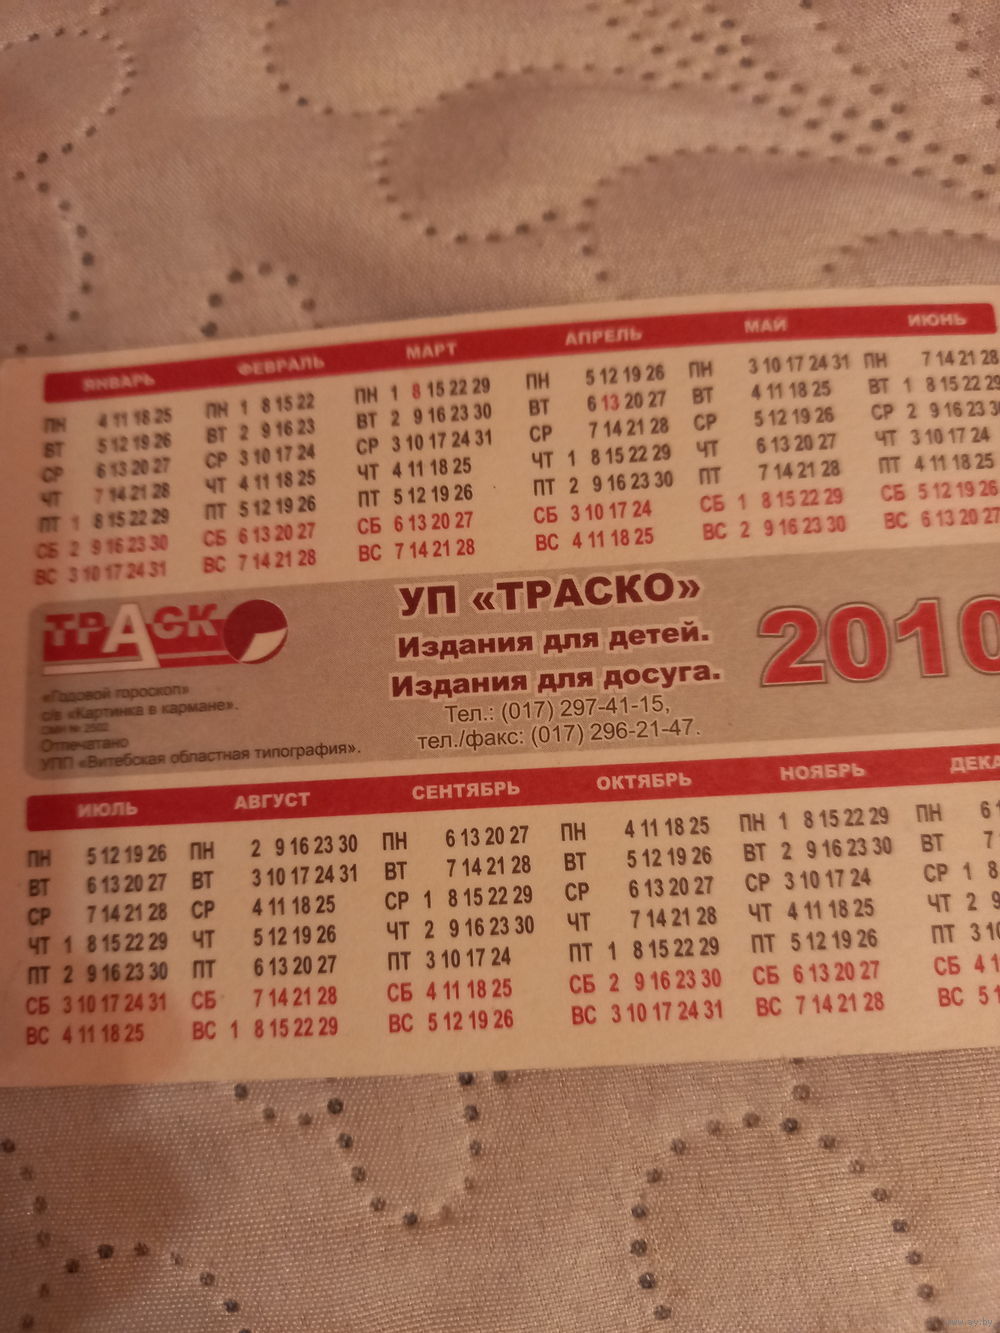 ЯНВАРЬ ФЕВРАЛЬ МАРТ АПРЕЛЬ МАЙ ИЮНЬ
ПН 4 11 18 25 ПН 1 8 15 22 ПН 1 8 15 22 29 ПН 5 12 19 26 ПН 3 10 17 24 31 ПН 7 14 21 28
ВТ 5 12 19 26 ВТ 2 9 16 23 ВТ 2 9 16 23 30 ВТ 6 13 20 27 ВТ 4 11 18 25 ВТ 1 8 15 22 29
СР 6 13 20 27 СР 3 10 17 24 СР 3 10 17 24 31 СР 7 14 21 28 СР 5 12 19 26 СР 2 9 16 23 3
ЧТ 7 14 21 28 ЧТ 4 11 18 25 ЧТ 4 11 18 25 ЧТ 1 8 15 22 29 ЧТ 6 13 20 27 ЧТ 3 10 17 24
ПТ 1 8 15 22 29 ПТ 5 12 19 26 ПТ 5 12 19 26 ПТ 2 9 16 23 30 ПТ 7 14 21 28 ПТ 4 11 18 25
СБ 2 9 16 23 30 СБ 6 13 20 27 СБ 6 13 20 27 СБ 3 10 17 24 СБ 1 8 15 22 29 СБ 5 12 19 26
ВС 3 10 17 24 31 ВС 7 14 21 28 ВС 7 14 21 28 ВС 4 11 18 25 ВС 2 9 16 23 30 ВС 6 13 20 27
ТРАСК
«Годовой гороскоп»
с/в «Картинка в кармане».
СМИ № 2502
Отпечатано
УПП «Витебская областная типография».
УП «ТРАСКО»
Издания для детей.
Издания для досуга.
Тел.: (017) 297-41-15,
тел./факс: (017) 296-21-47.
2010
ИЮЛЬ АВГУСТ СЕНТЯБРЬ ОКТЯБРЬ НОЯБРЬ ДЕКА
ПН 5 12 19 26 ПН 2 9 16 23 30 ПН 6 13 20 27 ПН 4 11 18 25 ПН 1 8 15 22 29 ПН 6 1
ВТ 6 13 20 27 ВТ 3 10 17 24 31 ВТ 7 14 21 28 ВТ 5 12 19 26 ВТ 2 9 16 23 30 ВТ 7
СР 7 14 21 28 СР 4 11 18 25 СР 1 8 15 22 29 СР 6 13 20 27 СР 3 10 17 24 СР 1 8
ЧТ 1 8 15 22 29 ЧТ 5 12 19 26 ЧТ 2 9 16 23 30 ЧТ 7 14 21 28 ЧТ 4 11 18 25 ЧТ 2 9
ПТ 2 9 16 23 30 ПТ 6 13 20 27 ПТ 3 10 17 24 ПТ 1 8 15 22 29 ПТ 5 12 19 26 ПТ 3 10
СБ 3 10 17 24 31 СБ 7 14 21 28 СБ 4 11 18 25 СБ 2 9 16 23 30 СБ 6 13 20 27 СБ 4 1
ВС 4 11 18 25 ВС 1 8 15 22 29 ВС 5 12 19 26 ВС 3 10 17 24 31 ВС 7 14 21 28 ВС 5 1
www.ay.by